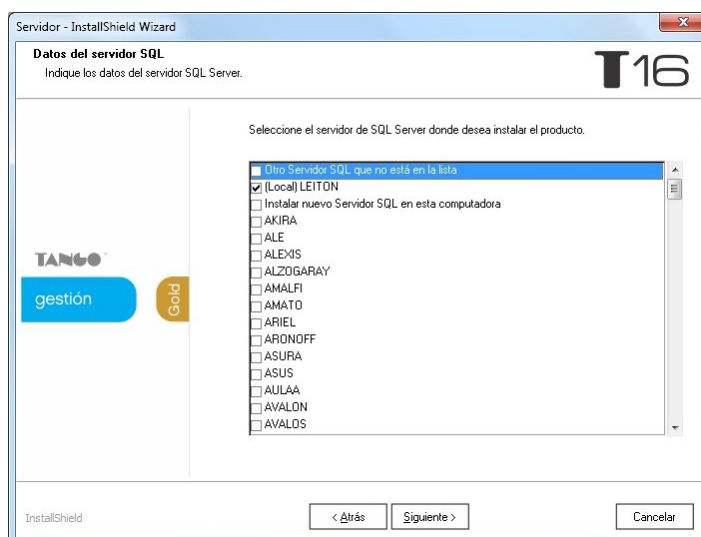 Servidor - InstallShield Wizard
Datos del servidor SQL
Indique los datos del servidor SQL Server.
T16
Seleccione el servidor de SQL Server donde desea instalar el producto.
Otro Servidor SQL que no está en la lista
(Local) LEITON
Instalar nuevo Servidor SQL en esta computadora
AKIRA
ALE
ALEXIS
ALZOGARAY
AMALFI
AMATO
ARIEL
ARONOFF
ASURA
ASUS
AULAA
AVALON
AVALOS
TANGO
gestión
Gold
InstallShield
< Atrás
Siguiente >
Cancelar